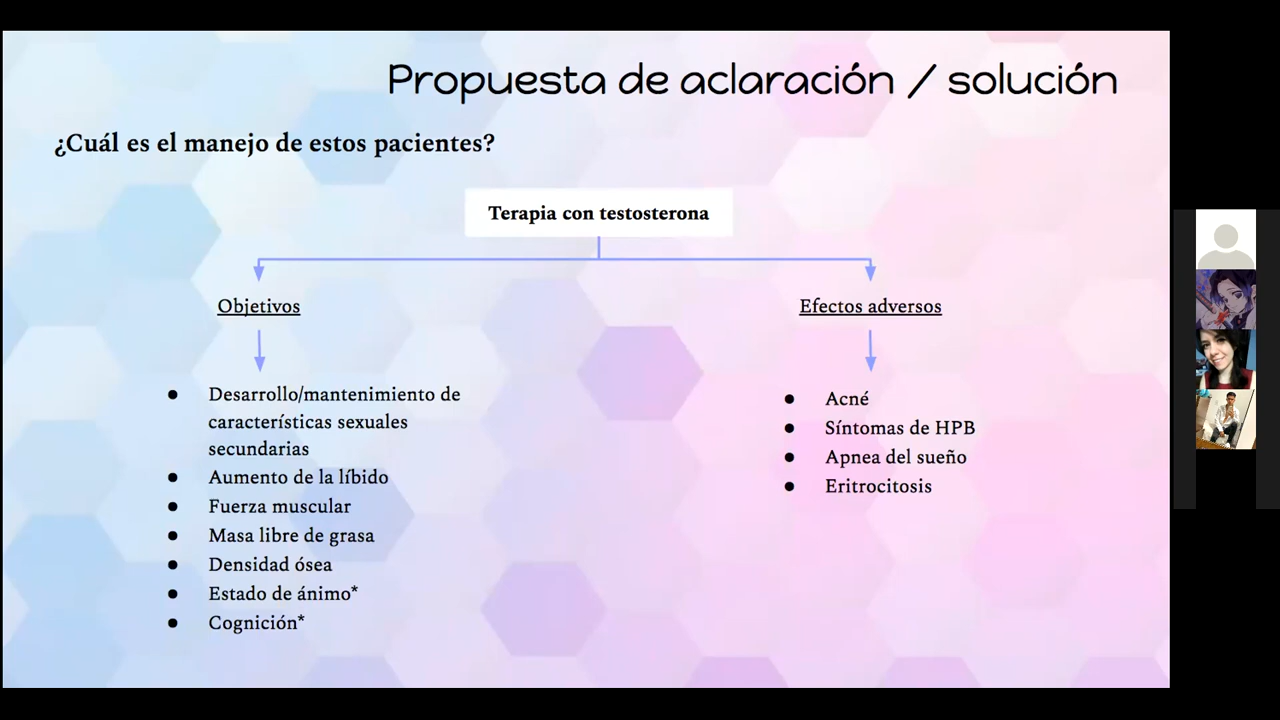 Propuesta de aclaración / solución
¿Cuál es el manejo de estos pacientes?
Terapia con testosterona
Objetivos
● Desarrollo/mantenimiento de
características sexuales
secundarias
● Aumento de la líbido
● Fuerza muscular
● Masa libre de grasa
● Densidad ósea
● Estado de ánimo*
● Cognición*
Efectos adversos
● Acné
● Síntomas de HPB
● Apnea del sueño
● Eritrocitosis